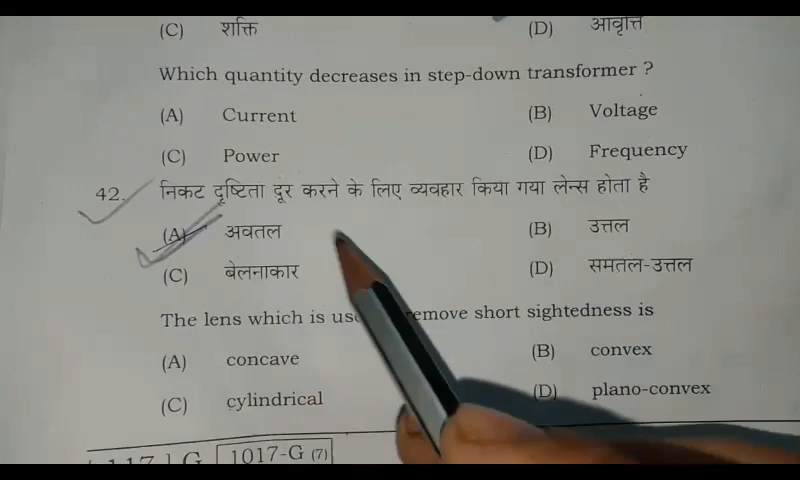 (C) शक्ति (D) आवृत्ति
Which quantity decreases in step-down transformer ?
(A) Current (B) Voltage
(C) Power (D) Frequency
42. निकट दृष्टिता दूर करने के लिए व्यवहार किया गया लेन्स होता है
(A) अवतल (B) उत्तल
(C) बेलनाकार (D) समतल-उत्तल
The lens which is remove short sightedness is
(A) concave (B) convex
(C) cylindrical (D) plano-convex
1017-G (7)